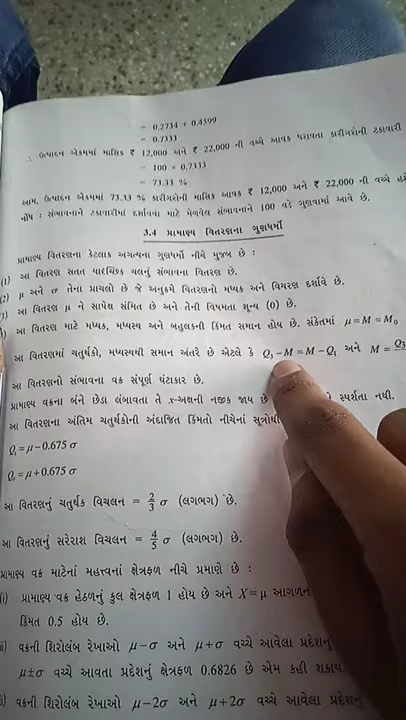 = 0.2734 + 0.4599
= 0.7333
∴ ઉત્પાદન એકમમાં માસિક ₹ 12,000 અને ₹ 22,000 ની વચ્ચે આવક ધરાવતા કારીગરોની ટકાવારી
= 100 × 0.7333
= 73.33 %
આમ, ઉત્પાદન એકમમાં 73.33 % કારીગરોની માસિક આવક ₹ 12,000 અને ₹ 22,000 ની વચ્ચે હશે
નોંધ : સંભાવનાને ટકાવારીમાં દર્શાવવા માટે મેળવેલ સંભાવનાને 100 વડે ગુણવામાં આવે છે.
3.4 પ્રામાણ્ય વિતરણના ગુણધર્મો
પ્રામાણ્ય વિતરણના કેટલાક અગત્યના ગુણધર્મો નીચે મુજબ છે :
(1) આ વિતરણ સતત યાદચ્છિક ચલનું સંભાવના વિતરણ છે.
(2) μ અને σ તેના પ્રાચલો છે જે અનુક્રમે વિતરણનો મધ્યક અને વિચરણ દર્શાવે છે.
આ વિતરણ μ ને સાપેક્ષ સંમિત છે અને તેની વિષમતા શૂન્ય (0) છે.
વિતરણ માટે મધ્યક, મધ્યસ્થ અને બહુલકની કિંમત સમાન હોય છે. સંકેતમાં μ = M = M₀
આ વિતરણમાં ચતુર્થકો, મધ્યસ્થથી સમાન અંતરે છે એટલે કે Q₃ – M = M – Q₁ અને M = Q₃
આ વિતરણનો સંભાવના વક્ર સંપૂર્ણ ઘંટાકાર છે.
પ્રામાણ્ય વક્રના બંને છેડા લંબાવતા તે x-અક્ષની નજીક જાય છે સ્પર્શતા નથી.
આ વિતરણના અંતિમ ચતુર્થકોની અંદાજિત કિંમતો નીચેનાં સૂત્રોથી
Q₁ = μ – 0.675 σ
Q₃ = μ + 0.675 σ
આ વિતરણનું ચતુર્થક વિચલન = 2/3 σ (લગભગ) છે.
આ વિતરણનું સરેરાશ વિચલન = 4/5 σ (લગભગ) છે.
પ્રામાણ્ય વક્ર માટેનાં મહત્ત્વનાં ક્ષેત્રફળ નીચે પ્રમાણે છે :
(i) પ્રામાણ્ય વક્ર હેઠળનું કુલ ક્ષેત્રફળ 1 હોય છે અને X = μ આગળના
કિંમત 0.5 હોય છે.
વક્રની શિરોલંબ રેખાઓ μ – σ અને μ + σ વચ્ચે આવેલા પ્રદેશનું
μ ± σ વચ્ચે આવતા પ્રદેશનું ક્ષેત્રફળ 0.6826 છે એમ કહી શકાય.
વક્રની શિરોલંબ રેખાઓ μ – 2σ અને μ + 2σ વચ્ચે આવેલા પ્રદેશનું